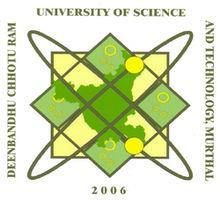 DEENBANDHU CHHOTU RAM
UNIVERSITY OF SCIENCE
AND TECHNOLOGY, MURTHAL
2006